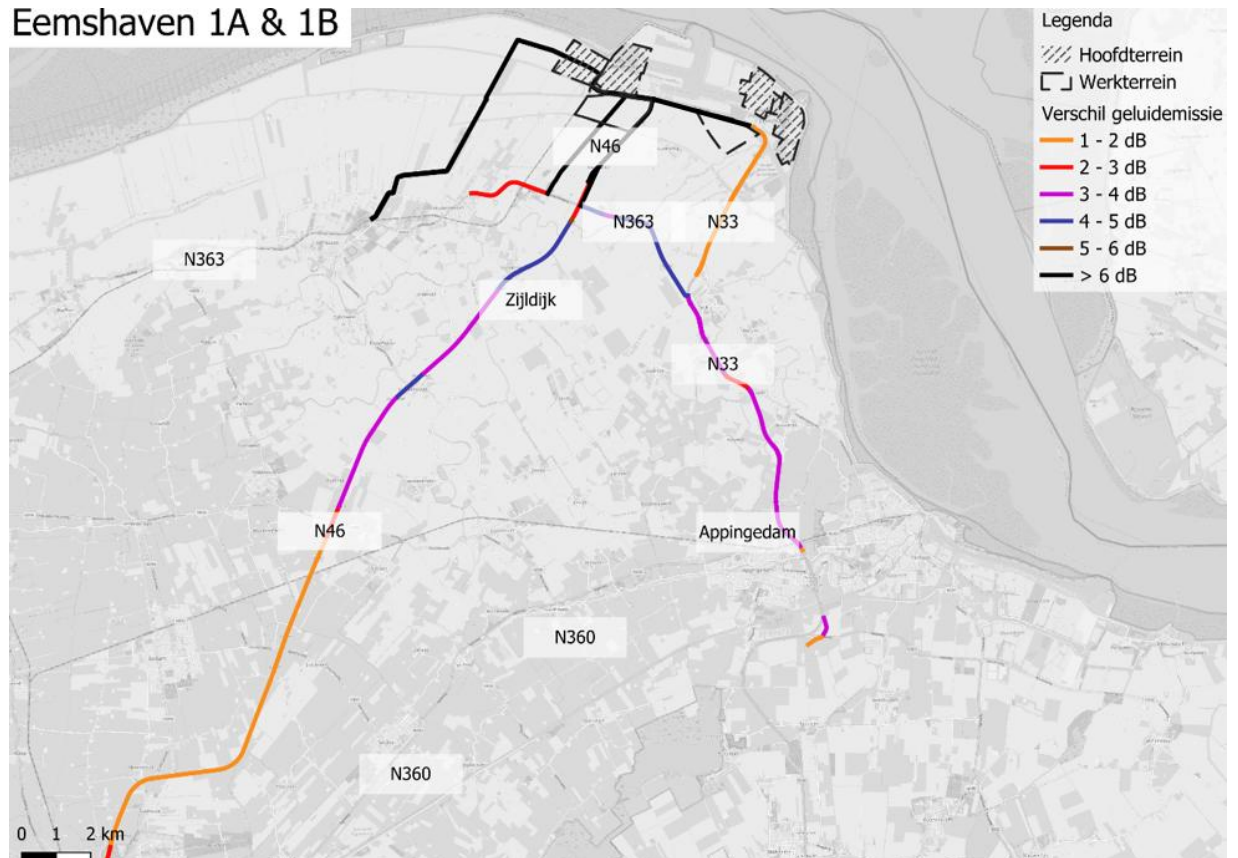 Eemshaven 1A & 1B
Legenda
Hoofdterrein
Werkterrein
Verschil geluidemissie
1 - 2 dB
2 - 3 dB
3 - 4 dB
4 - 5 dB
5 - 6 dB
> 6 dB
N46
N363
N33
N363
Zijldijk
N33
N46
Appingedam
N360
N360
0 1 2 km